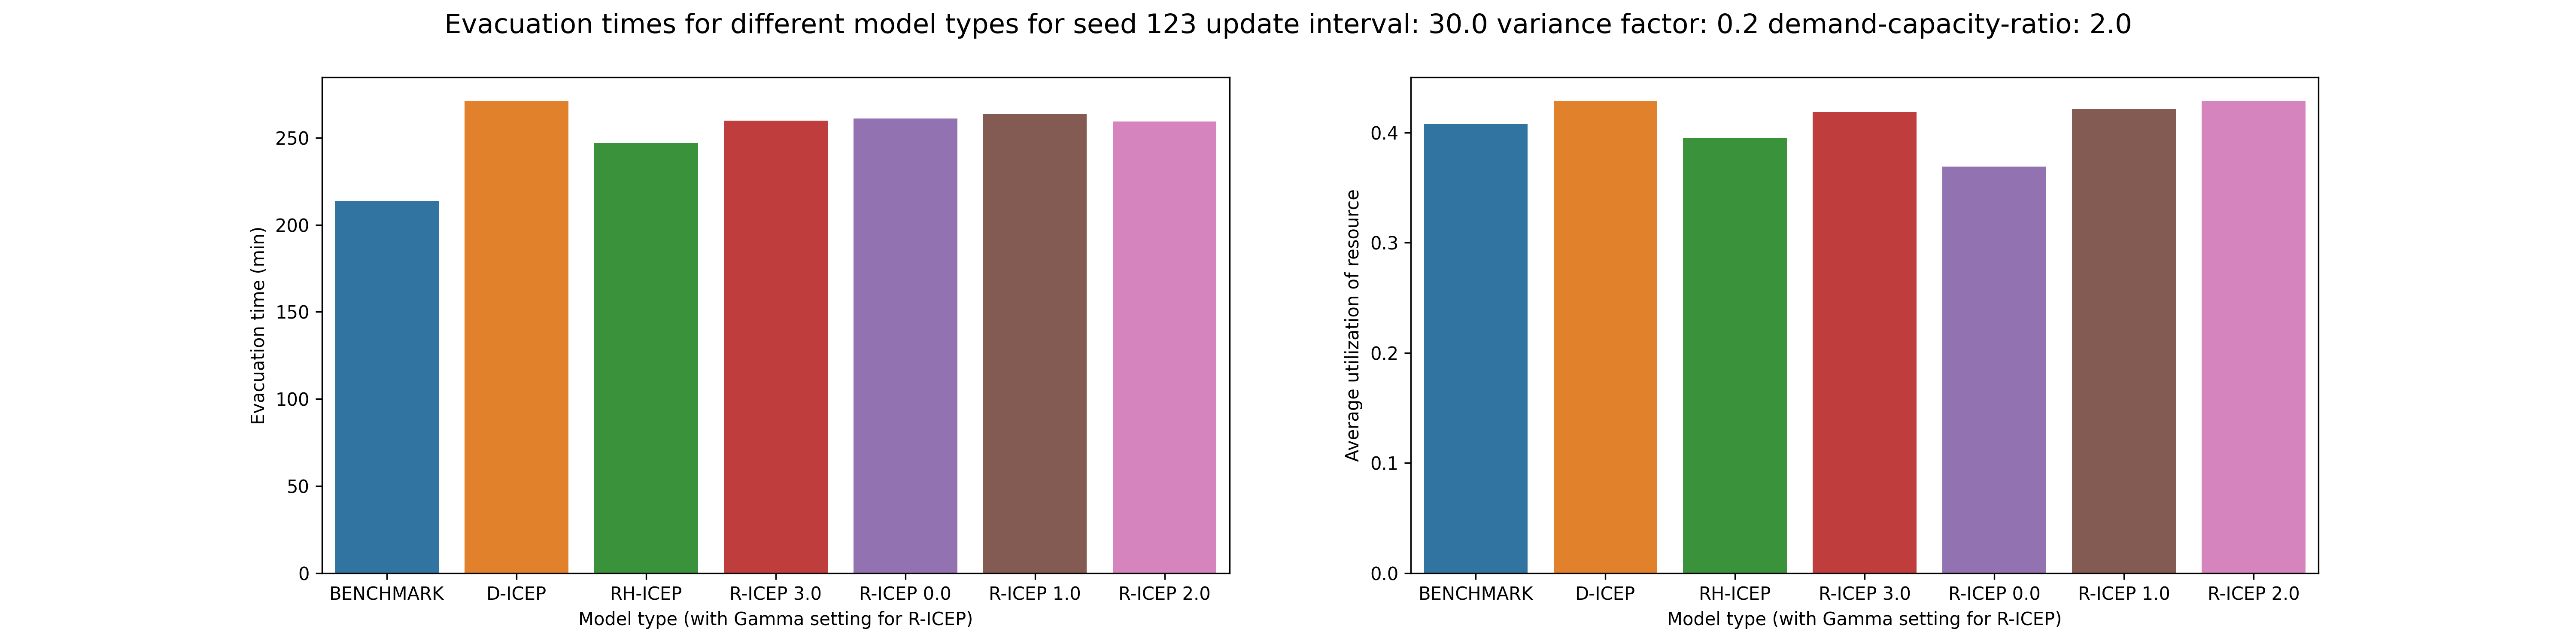 Evacuation times for different model types for seed 123 update interval: 30.0 variance factor: 0.2 demand-capacity-ratio: 2.0
Evacuation time (min)
250
200
150
100
50
0
BENCHMARK D-ICEP RH-ICEP R-ICEP 3.0 R-ICEP 0.0 R-ICEP 1.0 R-ICEP 2.0
Model type (with Gamma setting for R-ICEP)
Average utilization of resource
0.4
0.3
0.2
0.1
0.0
BENCHMARK D-ICEP RH-ICEP R-ICEP 3.0 R-ICEP 0.0 R-ICEP 1.0 R-ICEP 2.0
Model type (with Gamma setting for R-ICEP)